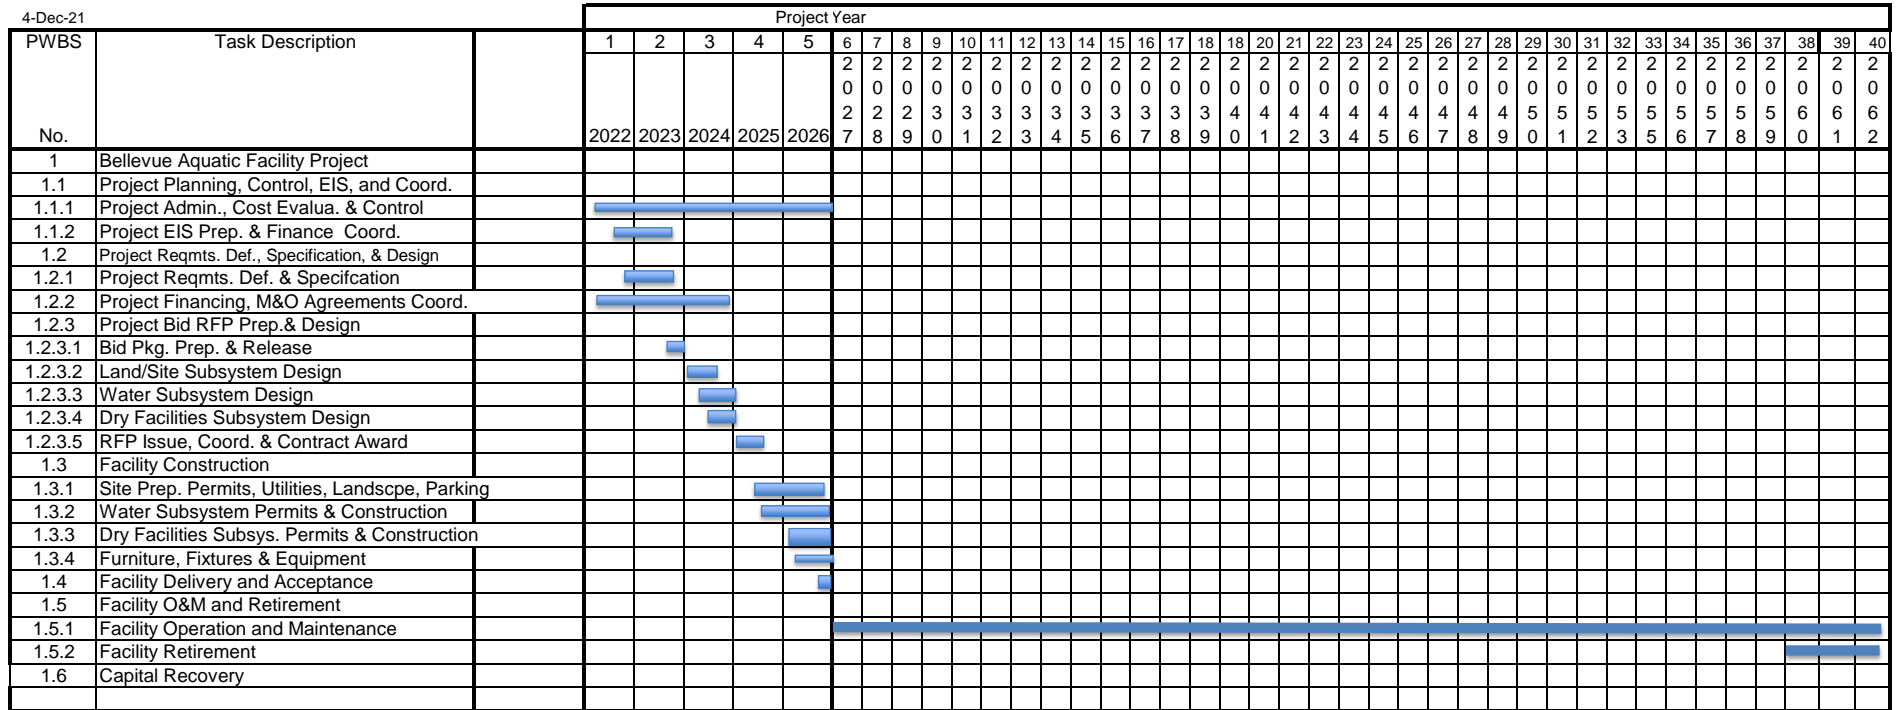 4-Dec-21 Project Year
PWBS Task Description 1 2 3 4 5 6 7 8 9 10 11 12 13 14 15 16 17 18 18 20 21 22 23 24 25 26 27 28 29 30 31 32 33 34 35 36 37 38 39 40
No. 2022 2023 2024 2025 2026 2027 2028 2029 2030 2031 2032 2033 2034 2035 2036 2037 2038 2039 2040 2041 2042 2043 2044 2045 2046 2047 2048 2049 2050 2051 2052 2053 2055 2056 2057 2058 2059 2060 2061 2062
1 Bellevue Aquatic Facility Project
1.1 Project Planning, Control, EIS, and Coord.
1.1.1 Project Admin., Cost Evalua. & Control
1.1.2 Project EIS Prep. & Finance Coord.
1.2 Project Reqmts. Def., Specification, & Design
1.2.1 Project Reqmts. Def. & Specifcation
1.2.2 Project Financing, M&O Agreements Coord.
1.2.3 Project Bid RFP Prep.& Design
1.2.3.1 Bid Pkg. Prep. & Release
1.2.3.2 Land/Site Subsystem Design
1.2.3.3 Water Subsystem Design
1.2.3.4 Dry Facilities Subsystem Design
1.2.3.5 RFP Issue, Coord. & Contract Award
1.3 Facility Construction
1.3.1 Site Prep. Permits, Utilities, Landscpe, Parking
1.3.2 Water Subsystem Permits & Construction
1.3.3 Dry Facilities Subsys. Permits & Construction
1.3.4 Furniture, Fixtures & Equipment
1.4 Facility Delivery and Acceptance
1.5 Facility O&M and Retirement
1.5.1 Facility Operation and Maintenance
1.5.2 Facility Retirement
1.6 Capital Recovery